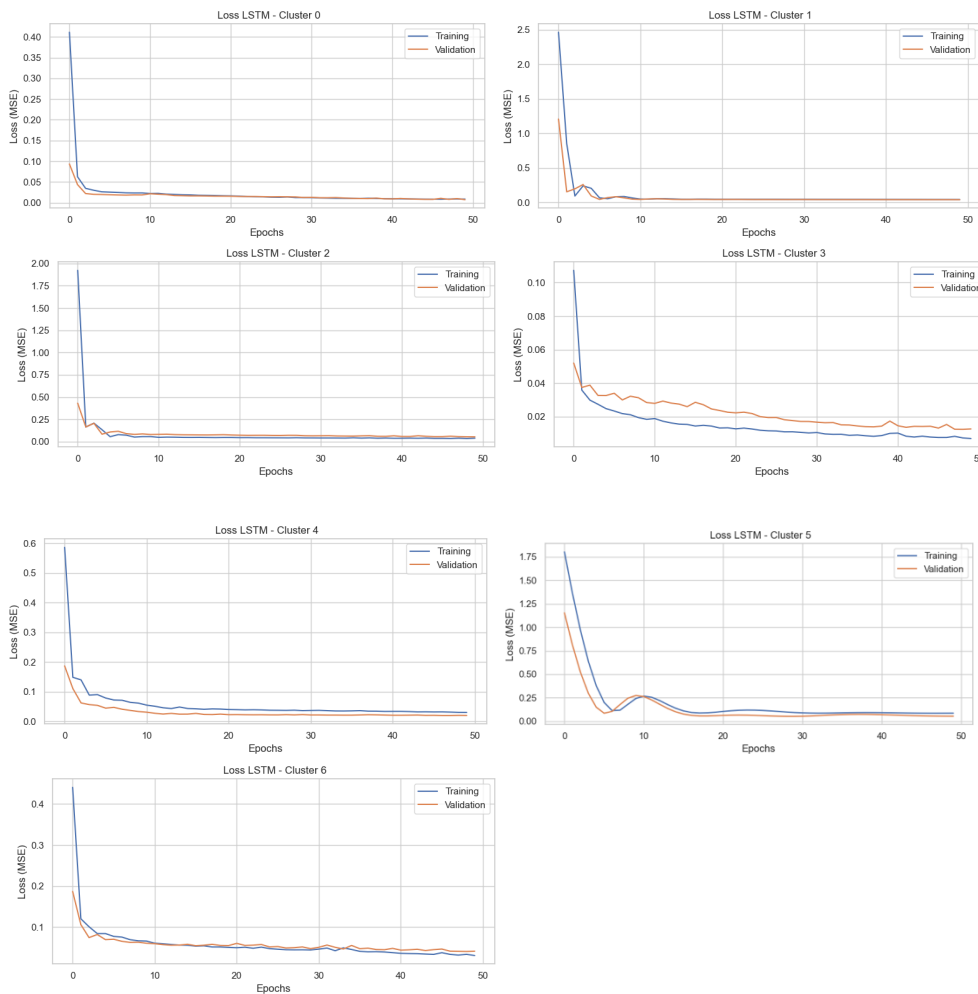 Loss LSTM - Cluster 0
Loss (MSE)
0.40
0.35
0.30
0.25
0.20
0.15
0.10
0.05
0.00
Training
Validation
0 10 20 30 40 50
Epochs
Loss LSTM - Cluster 1
Loss (MSE)
2.5
2.0
1.5
1.0
0.5
0.0
Training
Validation
0 10 20 30 40 50
Epochs
Loss LSTM - Cluster 2
Loss (MSE)
2.00
1.75
1.50
1.25
1.00
0.75
0.50
0.25
0.00
Training
Validation
0 10 20 30 40 50
Epochs
Loss LSTM - Cluster 3
Loss (MSE)
0.10
0.08
0.06
0.04
0.02
Training
Validation
0 10 20 30 40 50
Epochs
Loss LSTM - Cluster 4
Loss (MSE)
0.6
0.5
0.4
0.3
0.2
0.1
0.0
Training
Validation
0 10 20 30 40 50
Epochs
Loss LSTM - Cluster 5
Loss (MSE)
1.75
1.50
1.25
1.00
0.75
0.50
0.25
0.00
Training
Validation
0 10 20 30 40 50
Epochs
Loss LSTM - Cluster 6
Loss (MSE)
0.4
0.3
0.2
0.1
Training
Validation
0 10 20 30 40 50
Epochs